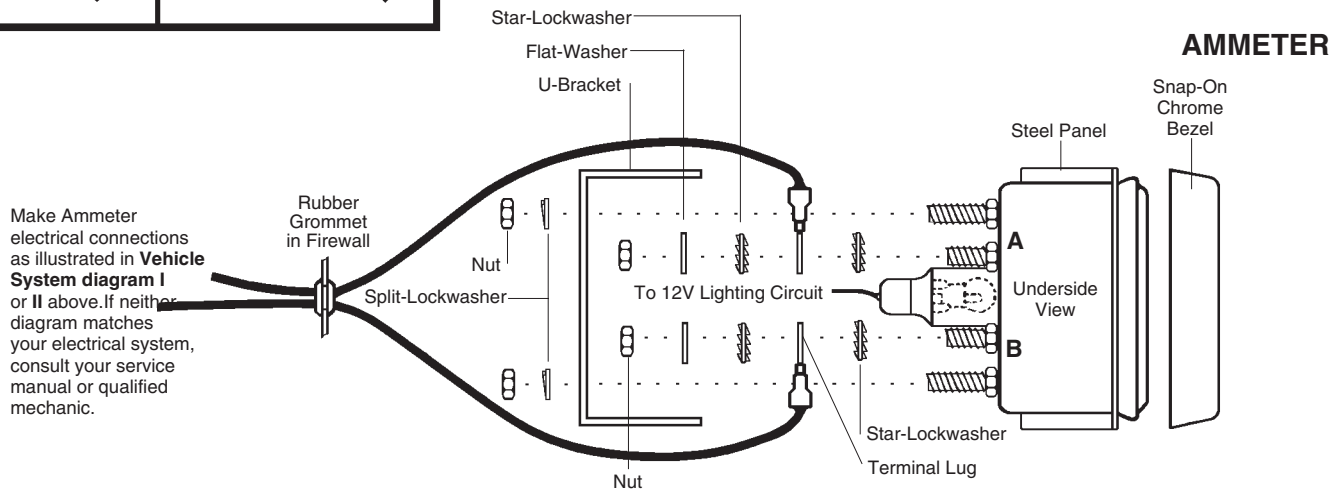 Star-Lockwasher
Flat-Washer
U-Bracket
AMMETER
Snap-On
Chrome
Bezel
Steel Panel
Make Ammeter
electrical connections
as illustrated in Vehicle
System diagram I
or II above.If neither
diagram matches
your electrical system,
consult your service
manual or qualified
mechanic.
Rubber
Grommet
in Firewall
Nut
Split-Lockwasher
To 12V Lighting Circuit
A
Underside
View
B
Star-Lockwasher
Terminal Lug
Nut